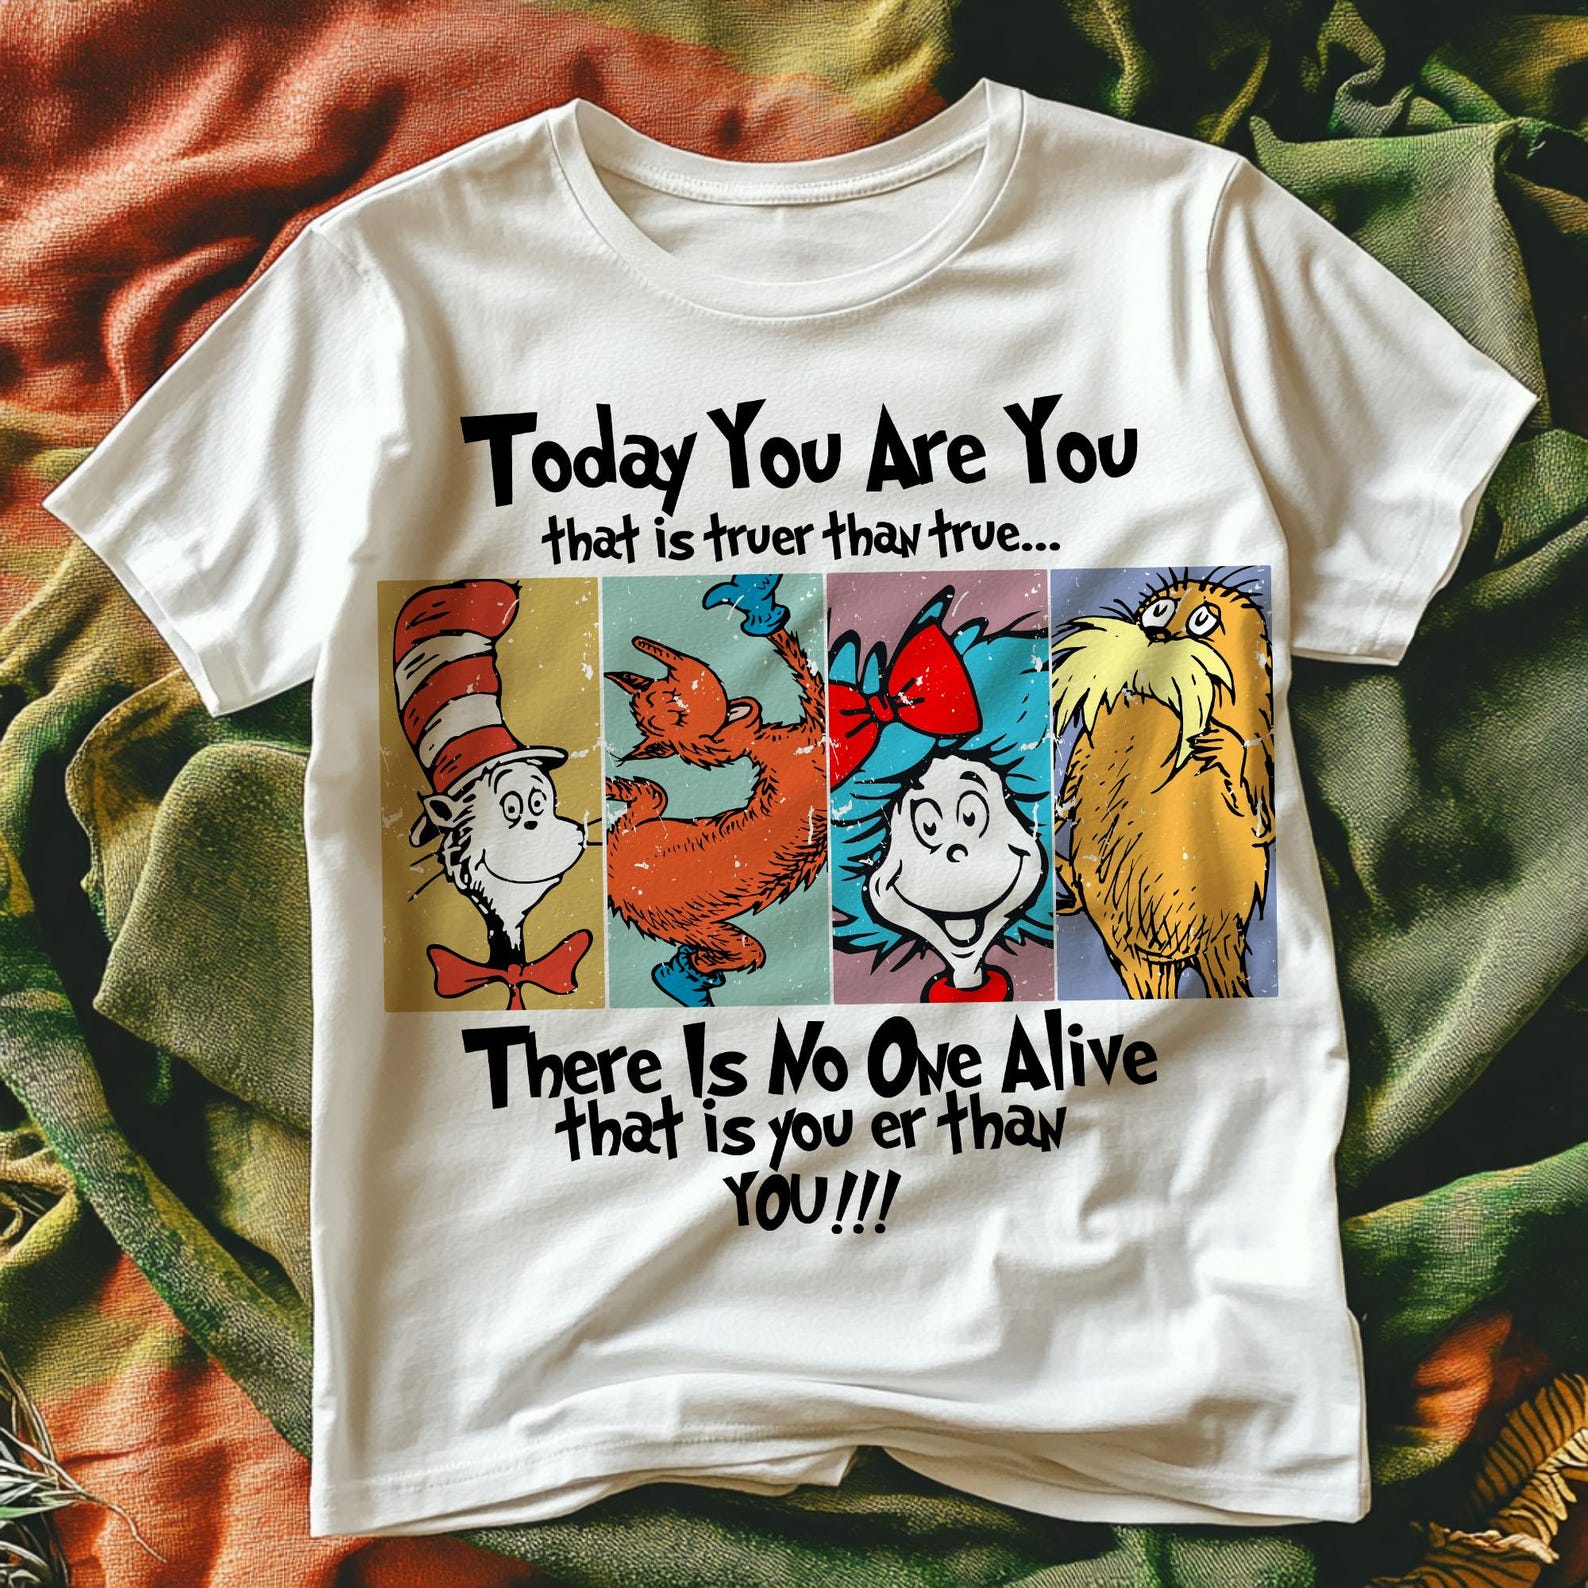 Today You Are You
that is truer than true...
There Is No One Alive
that is you er than
YOU!!!